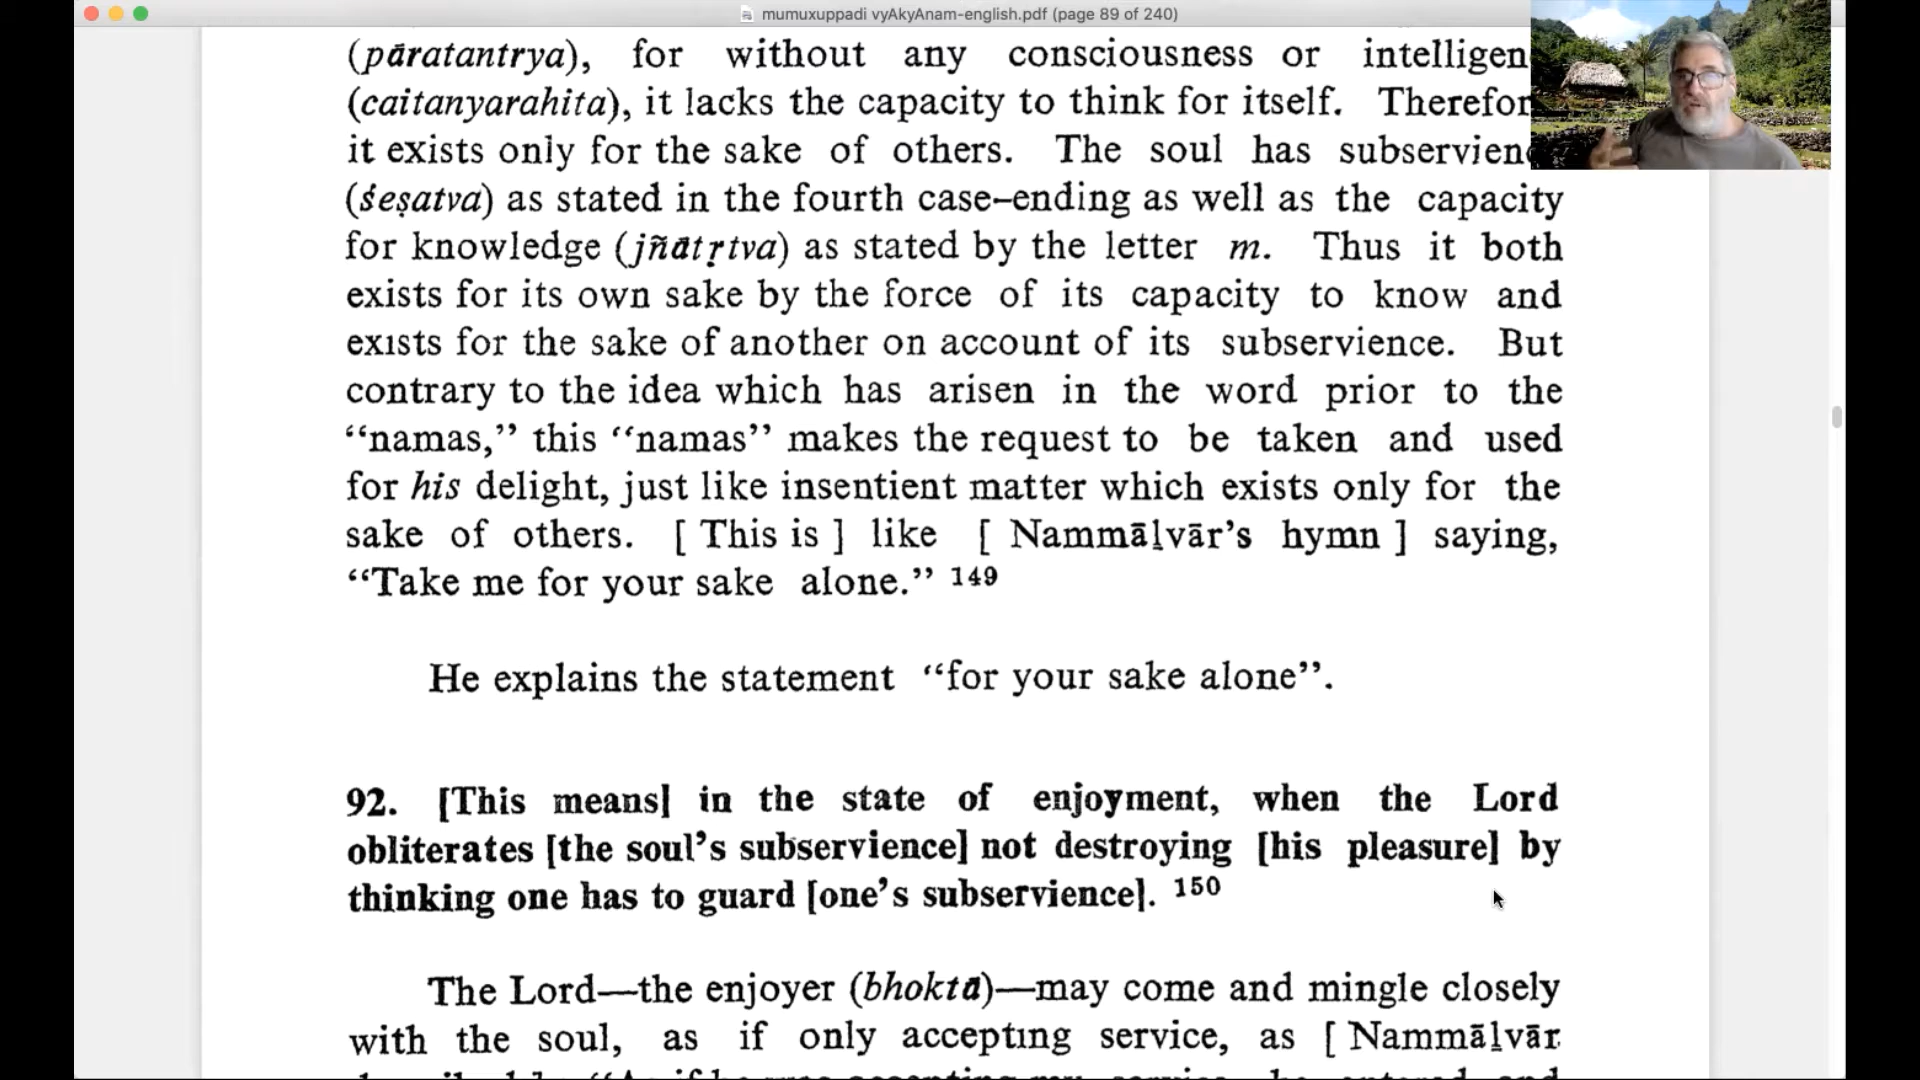 mumuxuppadi vyAkyAnam-english.pdf (page 89 of 240)
(pāratantrya), for without any consciousness or intelligen
(caitanyarahita), it lacks the capacity to think for itself. Therefor
it exists only for the sake of others. The soul has subservien
(śeṣatva) as stated in the fourth case-ending as well as the capacity
for knowledge (jñātṛtva) as stated by the letter m. Thus it both
exists for its own sake by the force of its capacity to know and
exists for the sake of another on account of its subservience. But
contrary to the idea which has arisen in the word prior to the
“namas,” this “namas” makes the request to be taken and used
for his delight, just like insentient matter which exists only for the
sake of others. [ This is ] like [ Nammāḻvār’s hymn ] saying,
“Take me for your sake alone.” 149
He explains the statement “for your sake alone”.
92. [This means] in the state of enjoyment, when the Lord
obliterates [the soul’s subservience] not destroying [his pleasure] by
thinking one has to guard [one’s subservience]. 150
The Lord—the enjoyer (bhoktā)—may come and mingle closely
with the soul, as if only accepting service, as [ Nammāḻvār